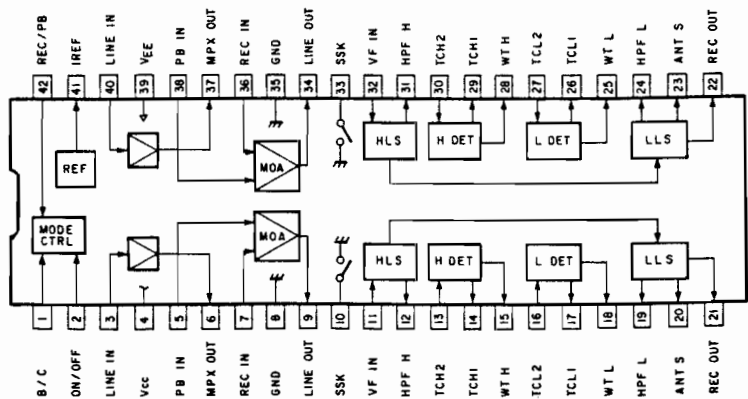 REC/PB
IREF
LINE IN
VEE
PB IN
MPX OUT
REC IN
GND
LINE OUT
SSK
VF IN
HPF H
TCH2
TCH1
WT H
TCL2
TCL1
WT L
HPF L
ANT S
REC OUT
42 41 40 39 38 37 36 35 34 33 32 31 30 29 28 27 26 25 24 23 22
REF
MOA
HLS
H DET
L DET
LLS
MODE
CTRL
MOA
HLS
H DET
L DET
LLS
1 2 3 4 5 6 7 8 9 10 11 12 13 14 15 16 17 18 19 20 21
B/C
ON/OFF
LINE IN
Vcc
PB IN
MPX OUT
REC IN
GND
LINE OUT
SSK
VF IN
HPF H
TCH2
TCH1
WT H
TCL2
TCL1
WT L
HPF L
ANT S
REC OUT